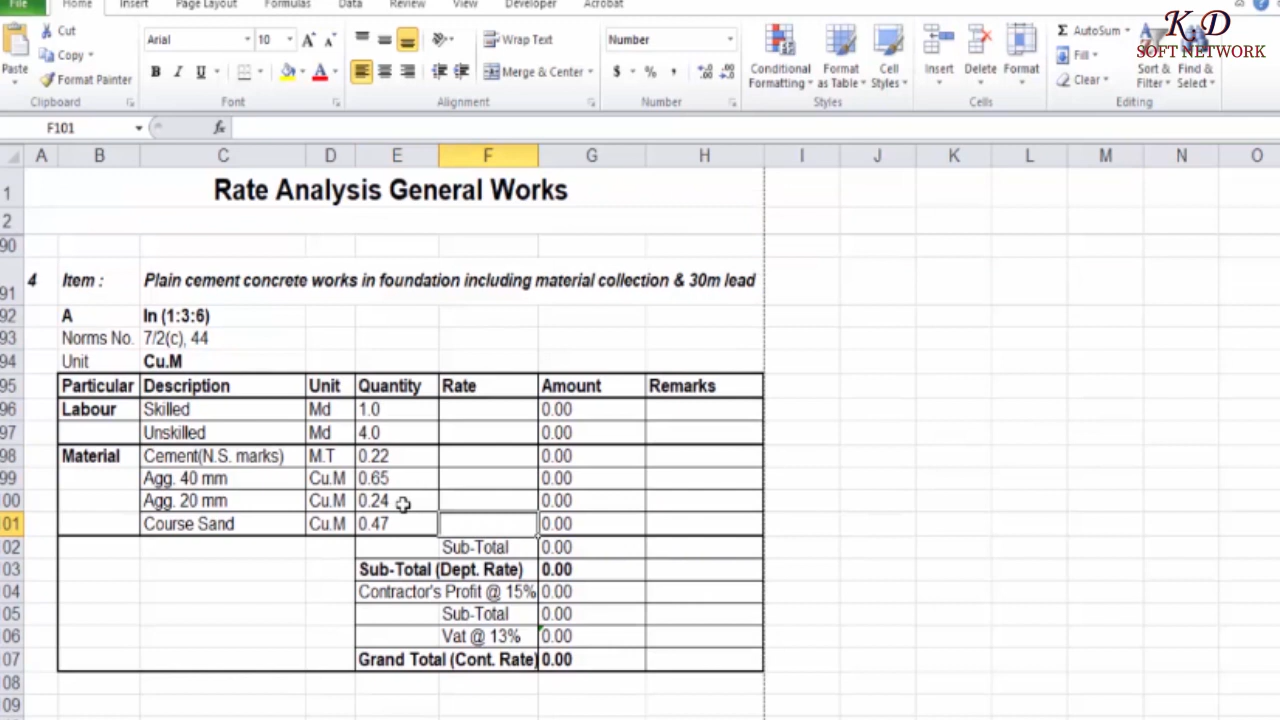 File Home Insert Page Layout Formulas Data Review View Developer Acrobat
K.D
SOFT NETWORK
Paste
Cut
Copy
Format Painter
Clipboard
Arial 10
B I U
Font
Wrap Text
Merge & Center
Alignment
Number
$ % ,
Number
Conditional Formatting
Format as Table
Cell Styles
Styles
Insert Delete Format
Cells
Σ AutoSum
Fill
Clear
Sort & Filter
Find & Select
Editing
F101 fx
A B C D E F G H I J K L M N O
1 Rate Analysis General Works
2
90
91 4 Item : Plain cement concrete works in foundation including material collection & 30m lead
92 A In (1:3:6)
93 Norms No. 7/2(c), 44
94 Unit Cu.M
95 Particular Description Unit Quantity Rate Amount Remarks
96 Labour Skilled Md 1.0 0.00
97 Unskilled Md 4.0 0.00
98 Material Cement(N.S. marks) M.T 0.22 0.00
99 Agg. 40 mm Cu.M 0.65 0.00
00 Agg. 20 mm Cu.M 0.24 0.00
01 Course Sand Cu.M 0.47 0.00
02 Sub-Total 0.00
03 Sub-Total (Dept. Rate) 0.00
04 Contractor's Profit @ 15% 0.00
05 Sub-Total 0.00
06 Vat @ 13% 0.00
07 Grand Total (Cont. Rate) 0.00
08
09